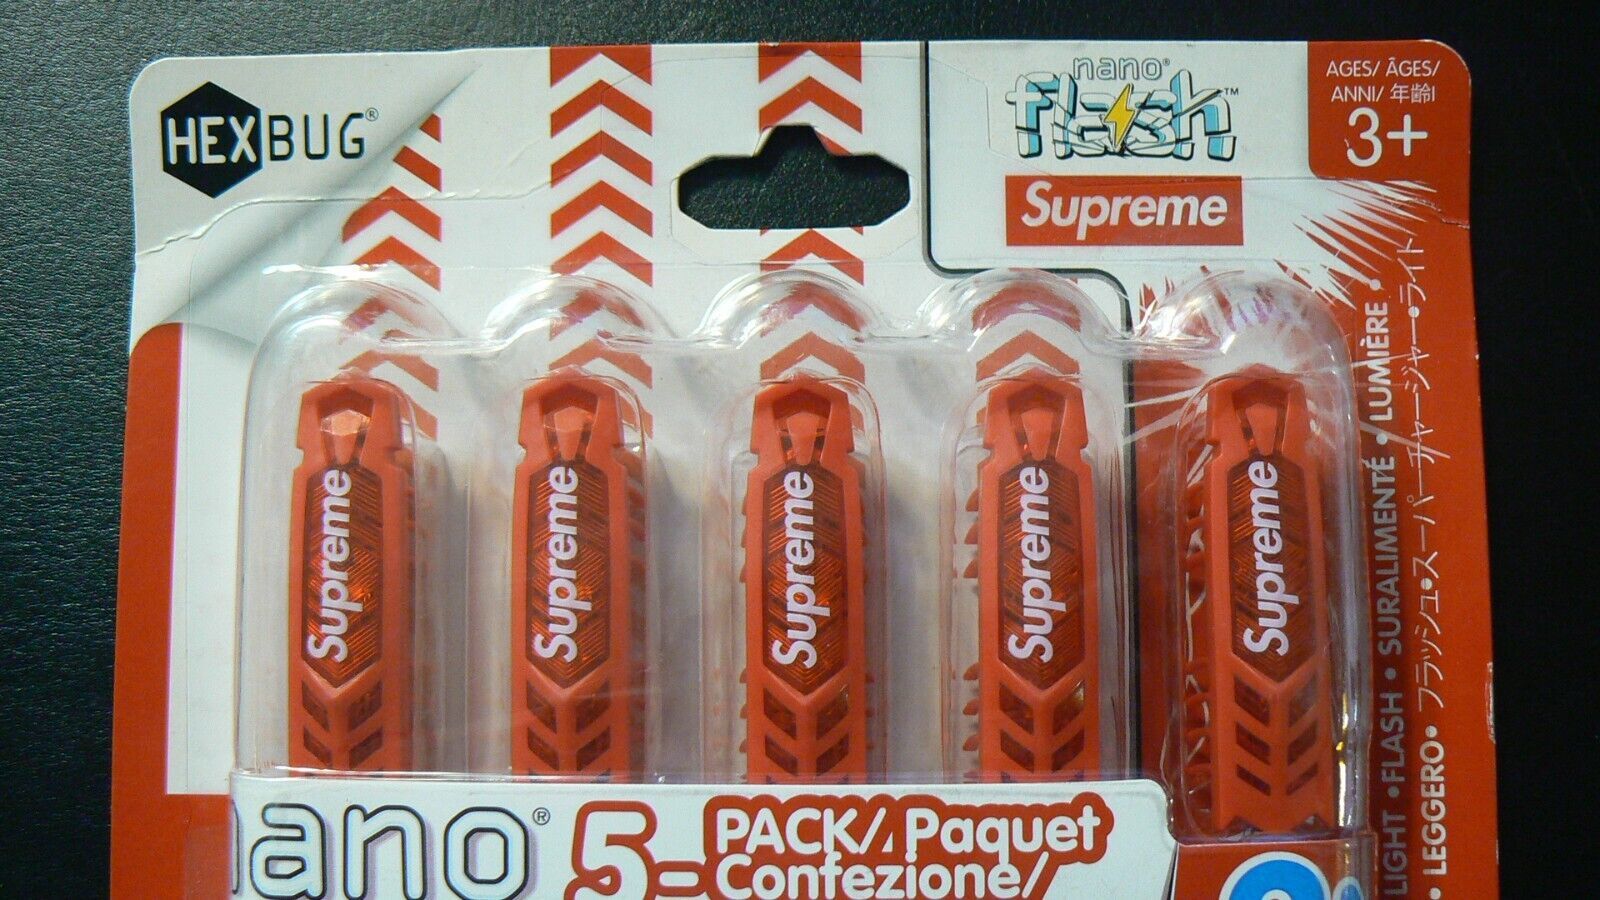 HEXBUG®
nano®
flash™
Supreme
AGES/ ÂGES/
ANNI/ 年齢I
3+
Supreme
Supreme
Supreme
Supreme
Supreme
LIGHT • FLASH • SURALIMENTÉ • LUMIÈRE •
• LEGGERO • フラッシュ•スーパーチャージャー•ライト
nano®
5-PACK/ Paquet
Confezione/